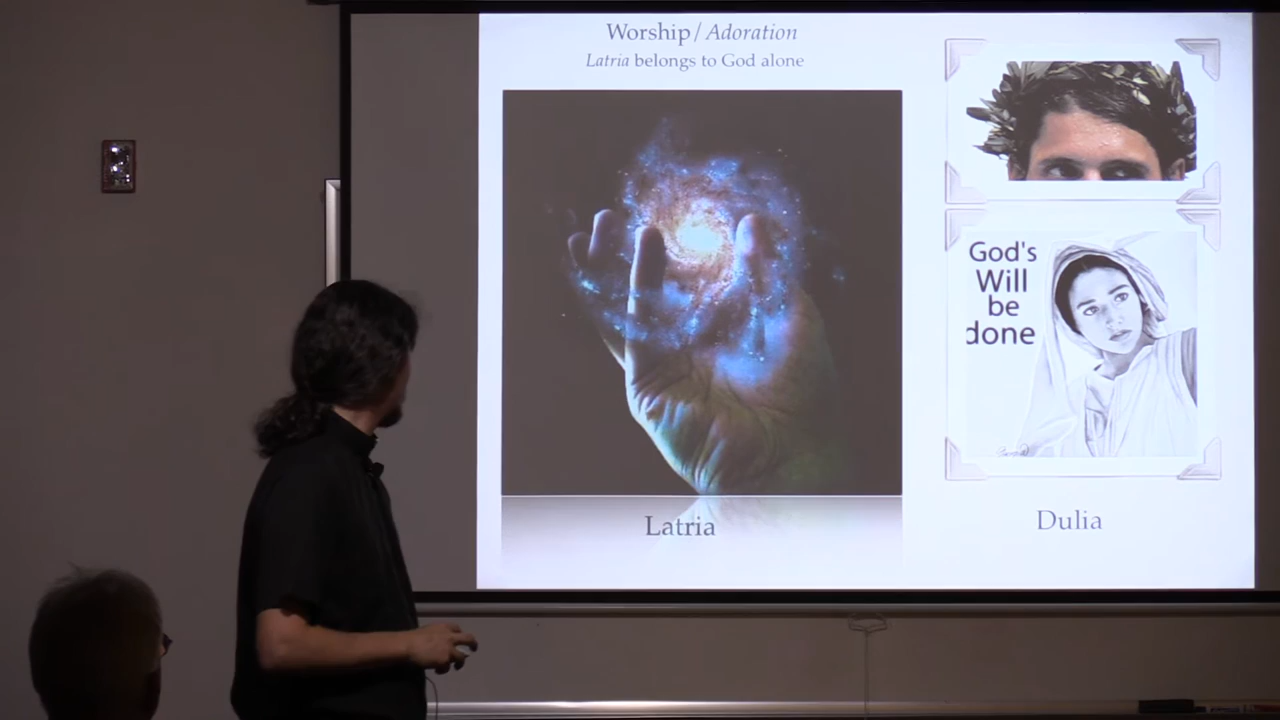 Worship / Adoration
Latria belongs to God alone
God's
Will
be
done
Latria
Dulia